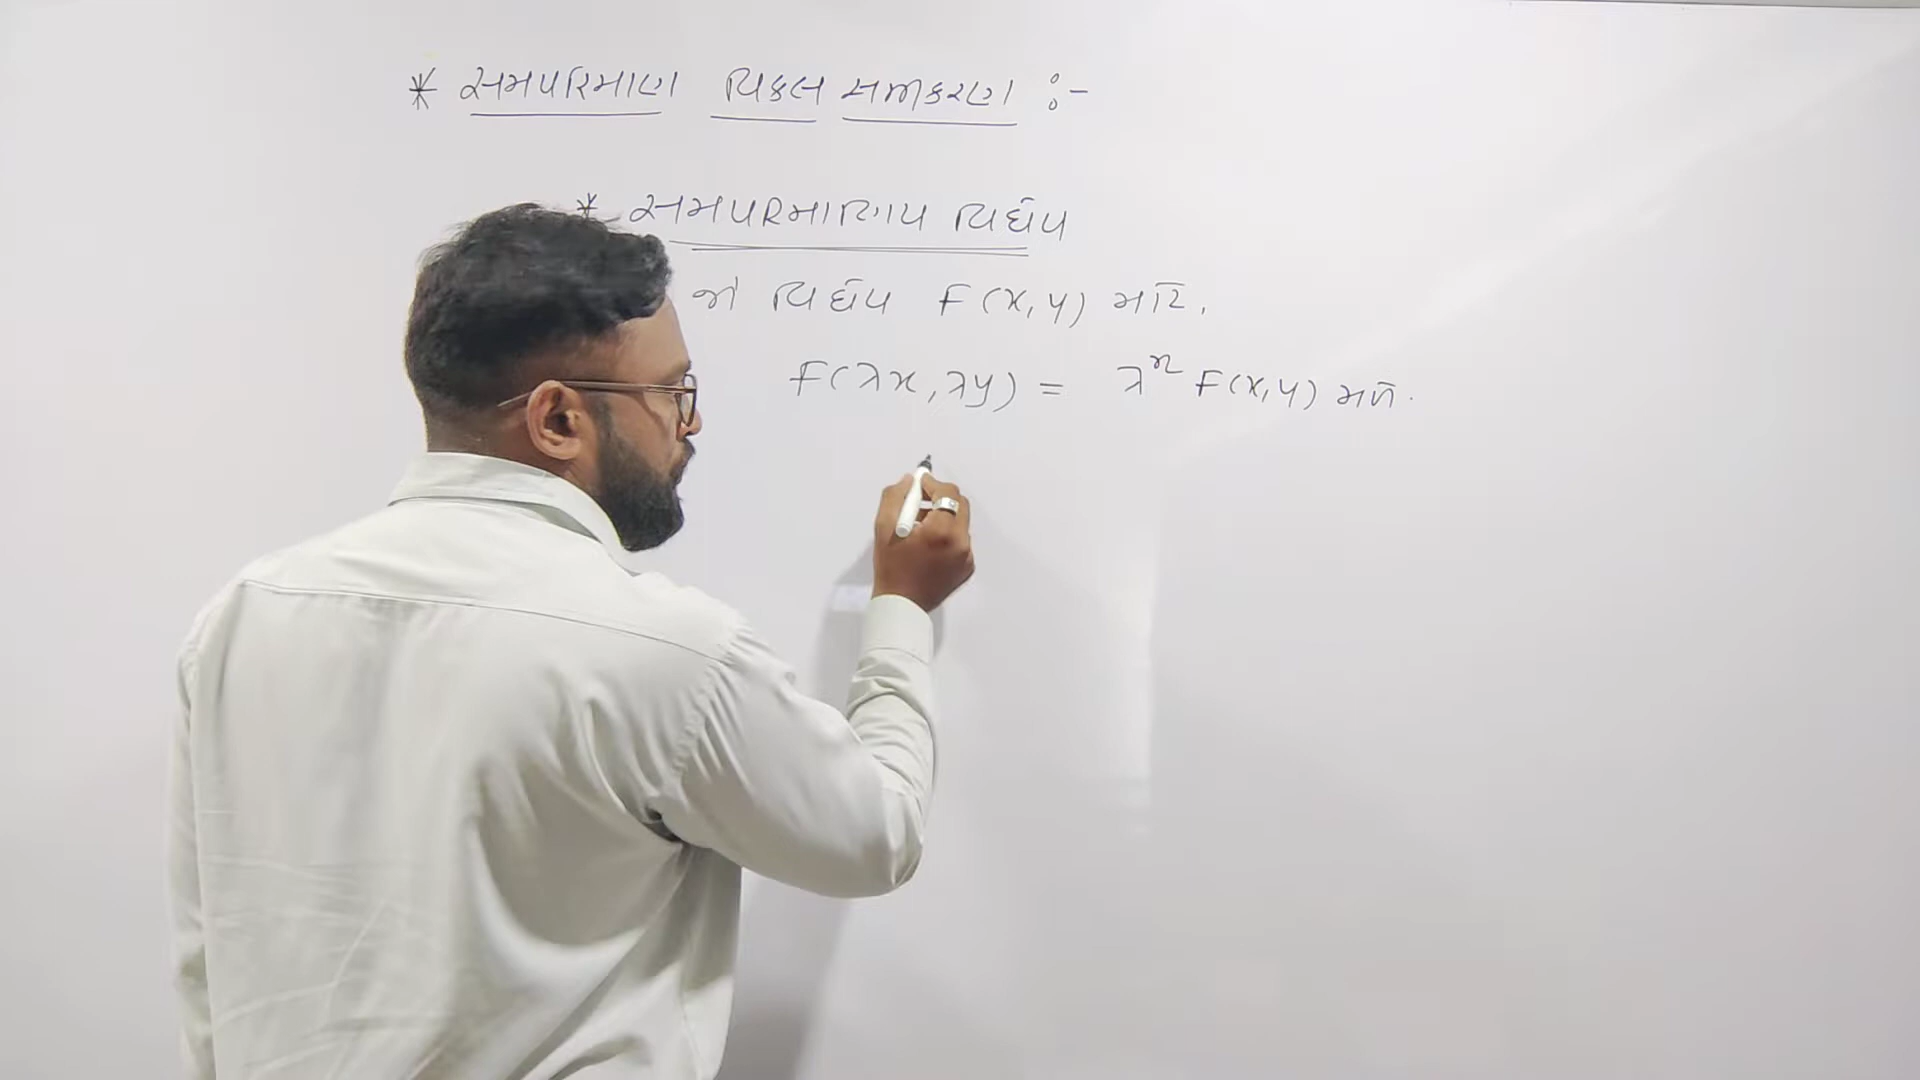 * સમપરિમાણ વિકલ સમીકરણ :-
* સમપરિમાણીય વિધેય
જો વિધેય F(x,y) માટે,
F(λx,λy) = λⁿ F(x,y) મળે.